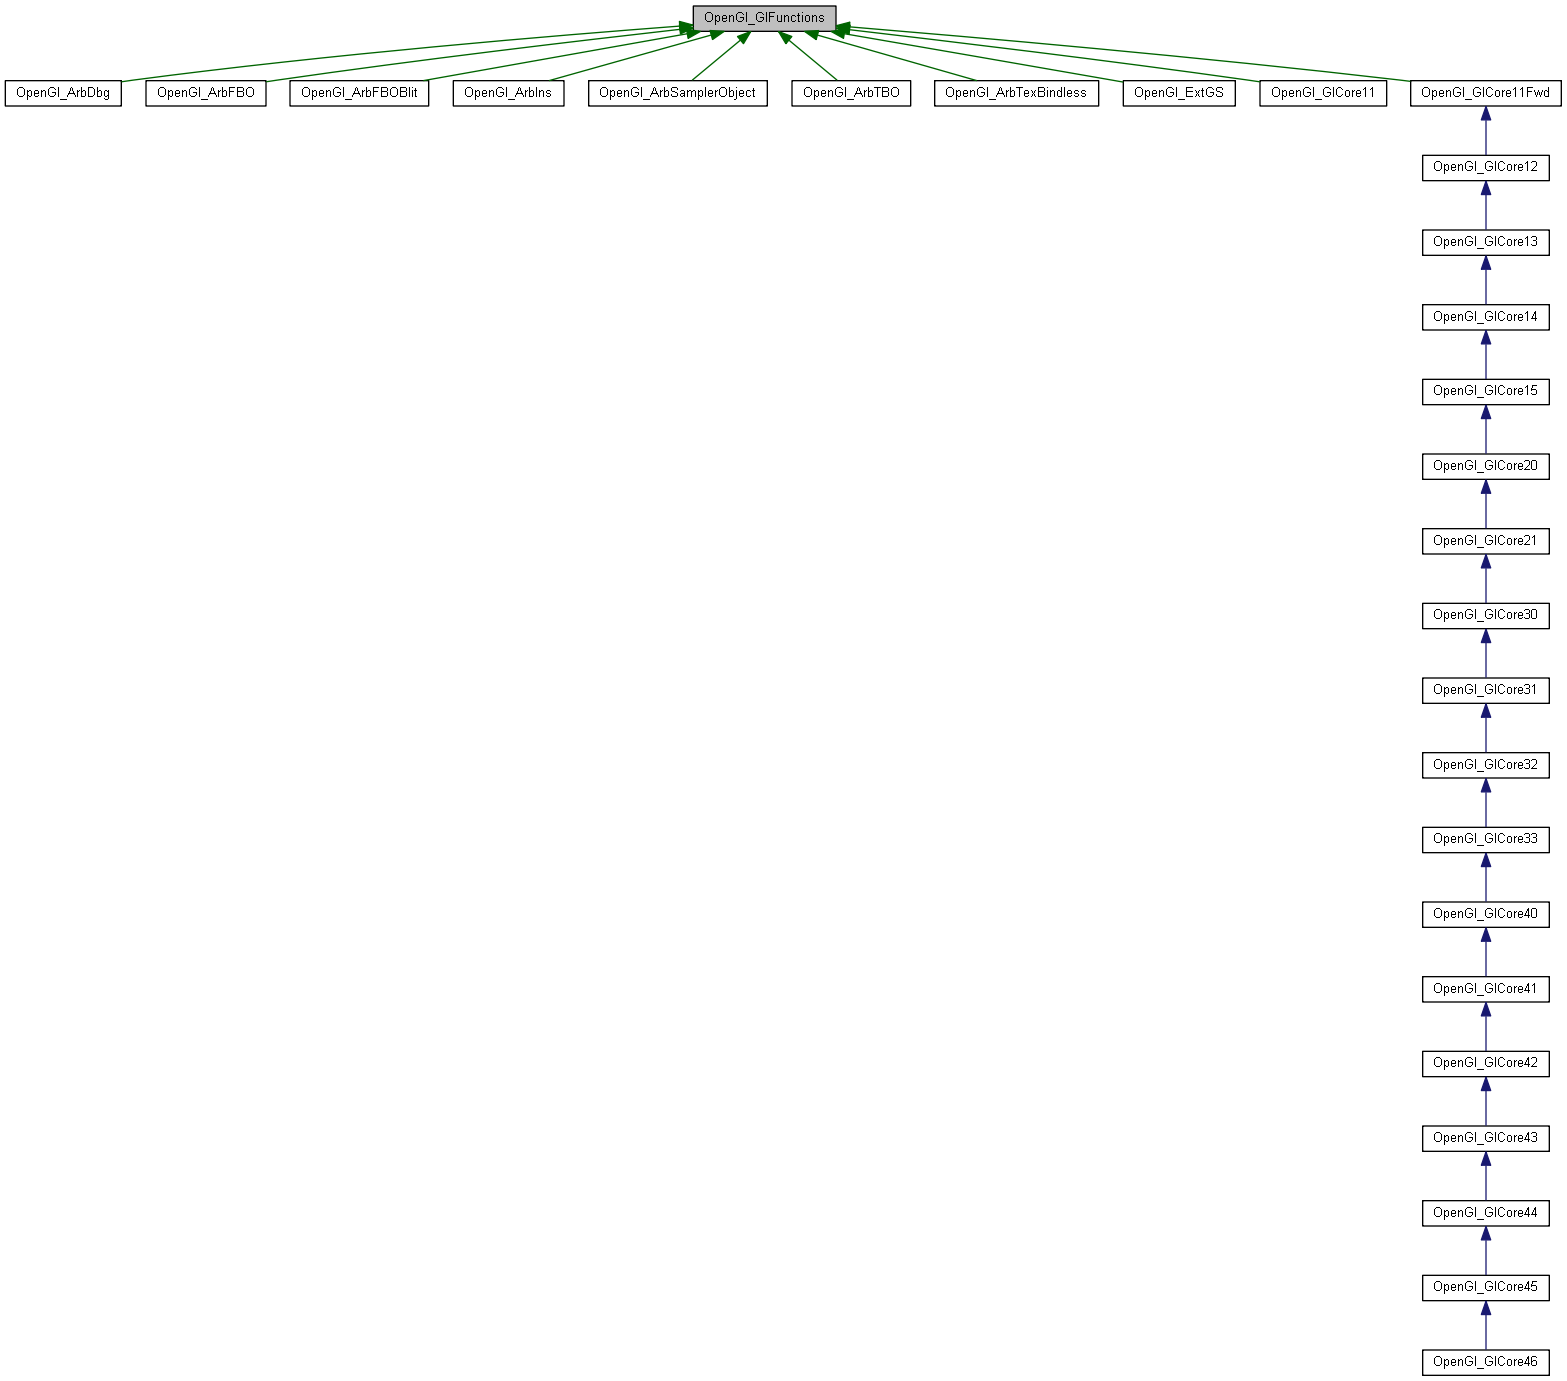 OpenGl_GlFunctions
OpenGl_ArbDbg
OpenGl_ArbFBO
OpenGl_ArbFBOBlit
OpenGl_ArbIns
OpenGl_ArbSamplerObject
OpenGl_ArbTBO
OpenGl_ArbTexBindless
OpenGl_ExtGS
OpenGl_GlCore11
OpenGl_GlCore11Fwd
OpenGl_GlCore12
OpenGl_GlCore13
OpenGl_GlCore14
OpenGl_GlCore15
OpenGl_GlCore20
OpenGl_GlCore21
OpenGl_GlCore30
OpenGl_GlCore31
OpenGl_GlCore32
OpenGl_GlCore33
OpenGl_GlCore40
OpenGl_GlCore41
OpenGl_GlCore42
OpenGl_GlCore43
OpenGl_GlCore44
OpenGl_GlCore45
OpenGl_GlCore46